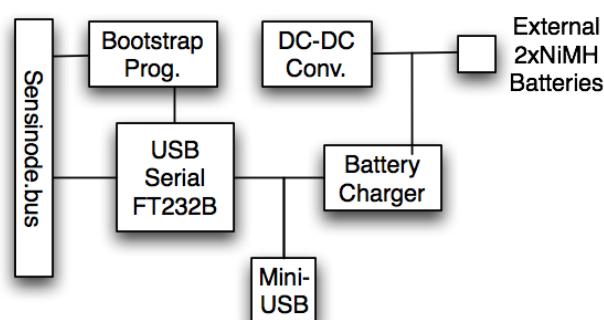 Sensinode.bus
Bootstrap
Prog.
DC-DC
Conv.
External
2xNiMH
Batteries
USB
Serial
FT232B
Battery
Charger
Mini-
USB